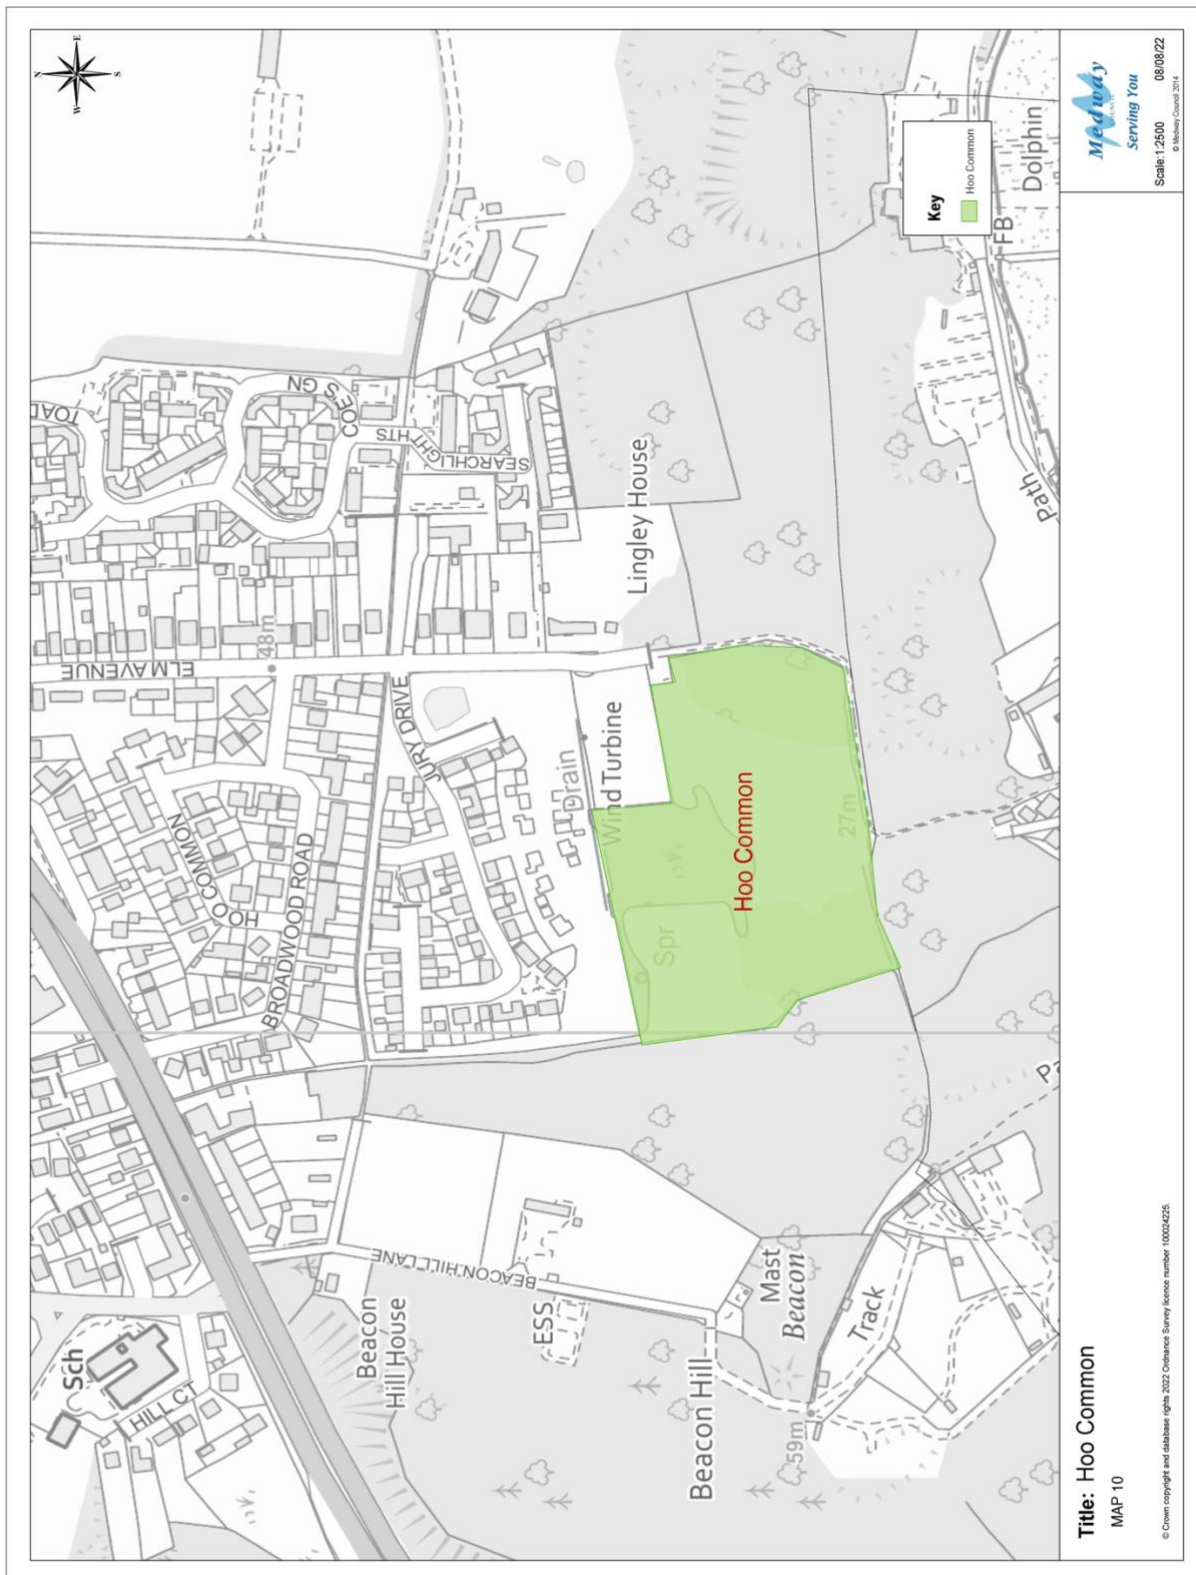 N
E
S
W
Sch
HILL CT
Beacon
Hill House
BEACON HILL LANE
ESS
Beacon Hill
Mast
Beacon
59m
Track
Pa
HOO COMMON
BROADWOOD ROAD
ELM AVENUE
48m
JURY DRIVE
Drain
Wind Turbine
Spr
Hoo Common
27m
TOAD
COE'S GN
SEARCHLIGHT HTS
Lingley House
Path
FB
Dolphin
Key
Hoo Common
Title: Hoo Common
MAP 10
© Crown copyright and database rights 2022 Ordnance Survey licence number 100024225.
Medway
COUNCIL
Serving You
Scale:1:2500 08/08/22
© Medway Council 2014